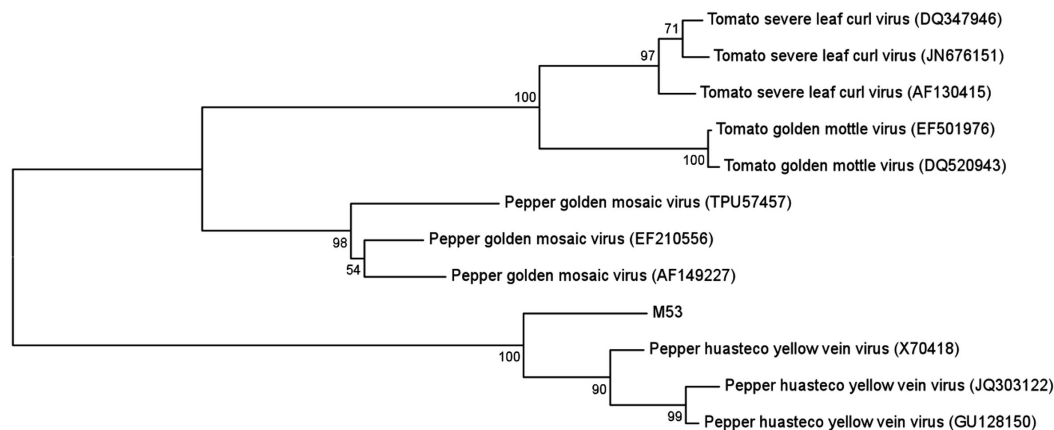 Tomato severe leaf curl virus (DQ347946)
71
Tomato severe leaf curl virus (JN676151)
97
Tomato severe leaf curl virus (AF130415)
100
Tomato golden mottle virus (EF501976)
100
Tomato golden mottle virus (DQ520943)
Pepper golden mosaic virus (TPU57457)
98
Pepper golden mosaic virus (EF210556)
54
Pepper golden mosaic virus (AF149227)
M53
100
Pepper huasteco yellow vein virus (X70418)
90
Pepper huasteco yellow vein virus (JQ303122)
99
Pepper huasteco yellow vein virus (GU128150)